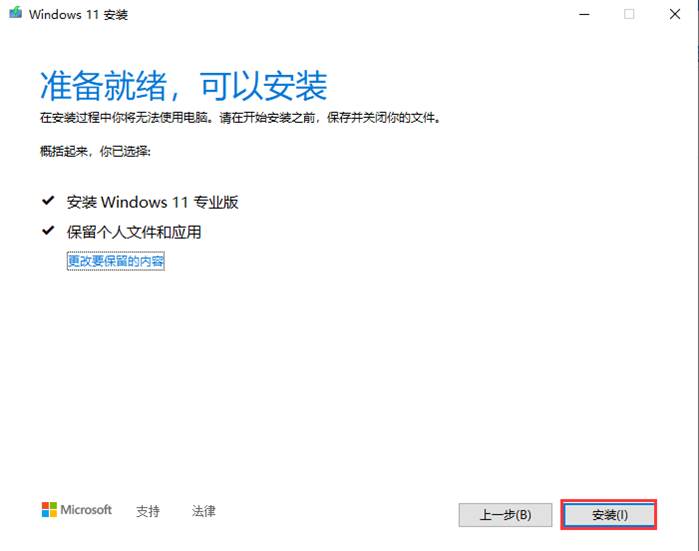 Windows 11 安装
准备就绪，可以安装
在安装过程中你将无法使用电脑。请在开始安装之前，保存并关闭你的文件。
概括起来，你已选择:
安装 Windows 11 专业版
保留个人文件和应用
更改要保留的内容
Microsoft 支持 法律 上一步(B) 安装(I)